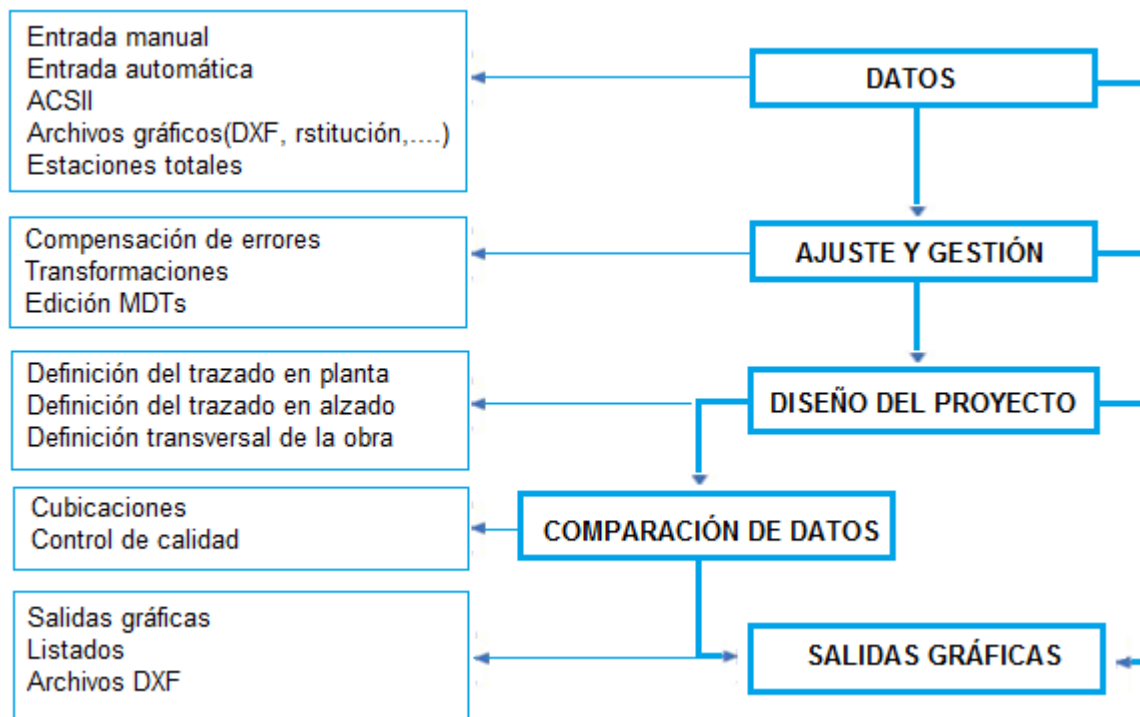 Entrada manual
Entrada automática
ACSII
Archivos gráficos(DXF, rstitución,....)
Estaciones totales
DATOS
Compensación de errores
Transformaciones
Edición MDTs
AJUSTE Y GESTIÓN
Definición del trazado en planta
Definición del trazado en alzado
Definición transversal de la obra
DISEÑO DEL PROYECTO
Cubicaciones
Control de calidad
COMPARACIÓN DE DATOS
Salidas gráficas
Listados
Archivos DXF
SALIDAS GRÁFICAS